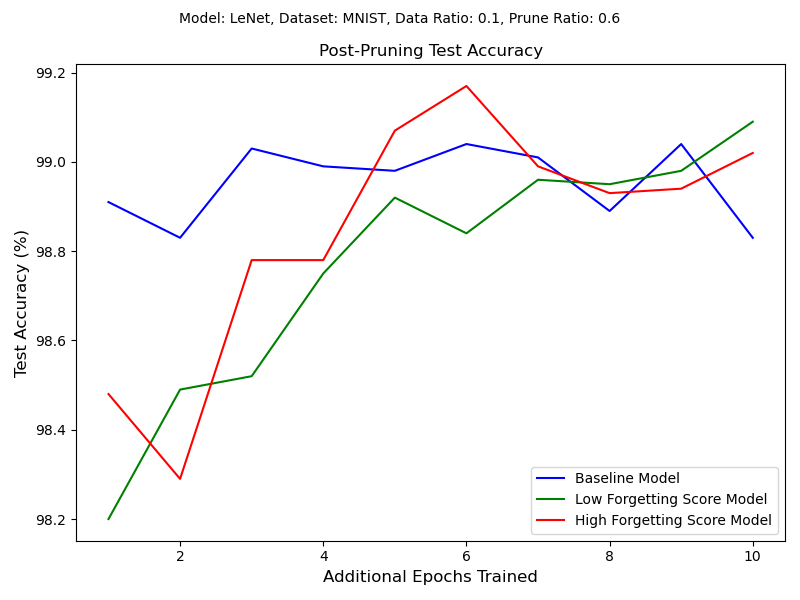 Model: LeNet, Dataset: MNIST, Data Ratio: 0.1, Prune Ratio: 0.6
Post-Pruning Test Accuracy
99.2
99.0
98.8
98.6
98.4
98.2
Test Accuracy (%)
2
4
6
8
10
Additional Epochs Trained
Baseline Model
Low Forgetting Score Model
High Forgetting Score Model